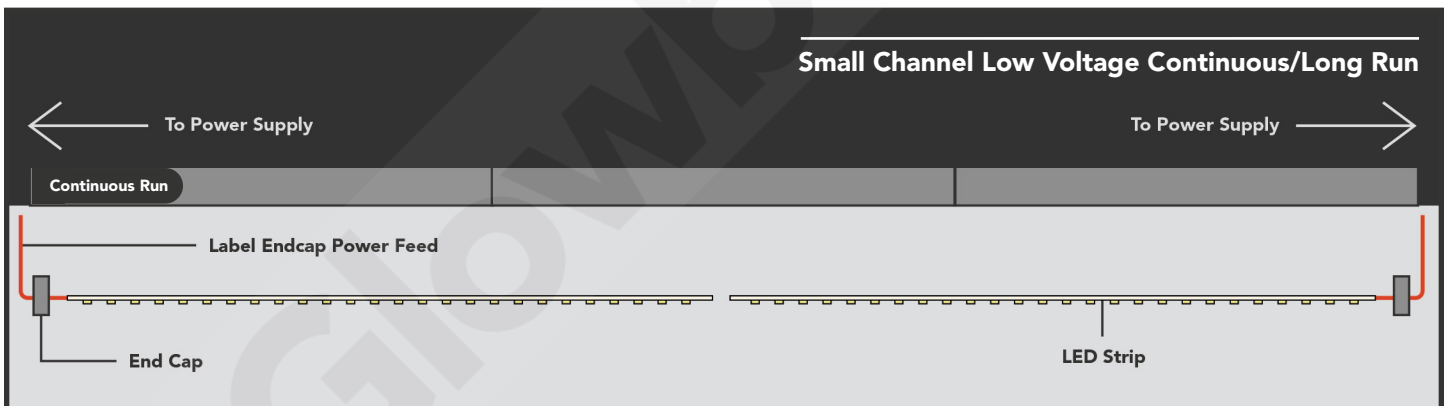 Small Channel Low Voltage Continuous/Long Run
To Power Supply
To Power Supply
Continuous Run
Label Endcap Power Feed
End Cap
LED Strip